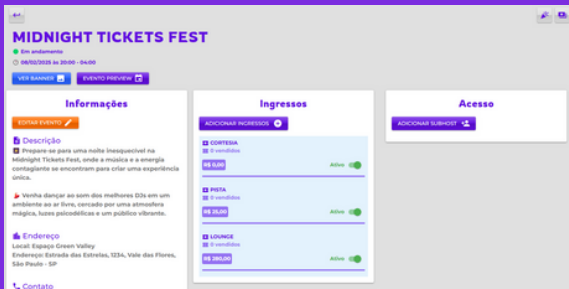 MIDNIGHT TICKETS FEST
Em andamento
08/02/2025 às 20:00 - 04:00
VER BANNER
EVENTO PREVIEW
Informações
EDITAR EVENTO
Descrição
Prepare-se para uma noite inesquecível na
Midnight Tickets Fest, onde a música e a energia
contagiante se encontram para criar uma experiência
única.
Venha dançar ao som dos melhores DJs em um
ambiente ao ar livre, cercado por uma atmosfera
mágica, luzes psicodélicas e um público vibrante.
Endereço
Local: Espaço Green Valley
Endereço: Estrada das Estrelas, 1234, Vale das Flores,
São Paulo - SP
Contato
Ingressos
ADICIONAR INGRESSOS
CORTESIA
0 vendidos
R$ 0,00
Ativo
PISTA
0 vendidos
R$ 25,00
Ativo
LOUNGE
0 vendidos
R$ 280,00
Ativo
Acesso
ADICIONAR SUBHOST